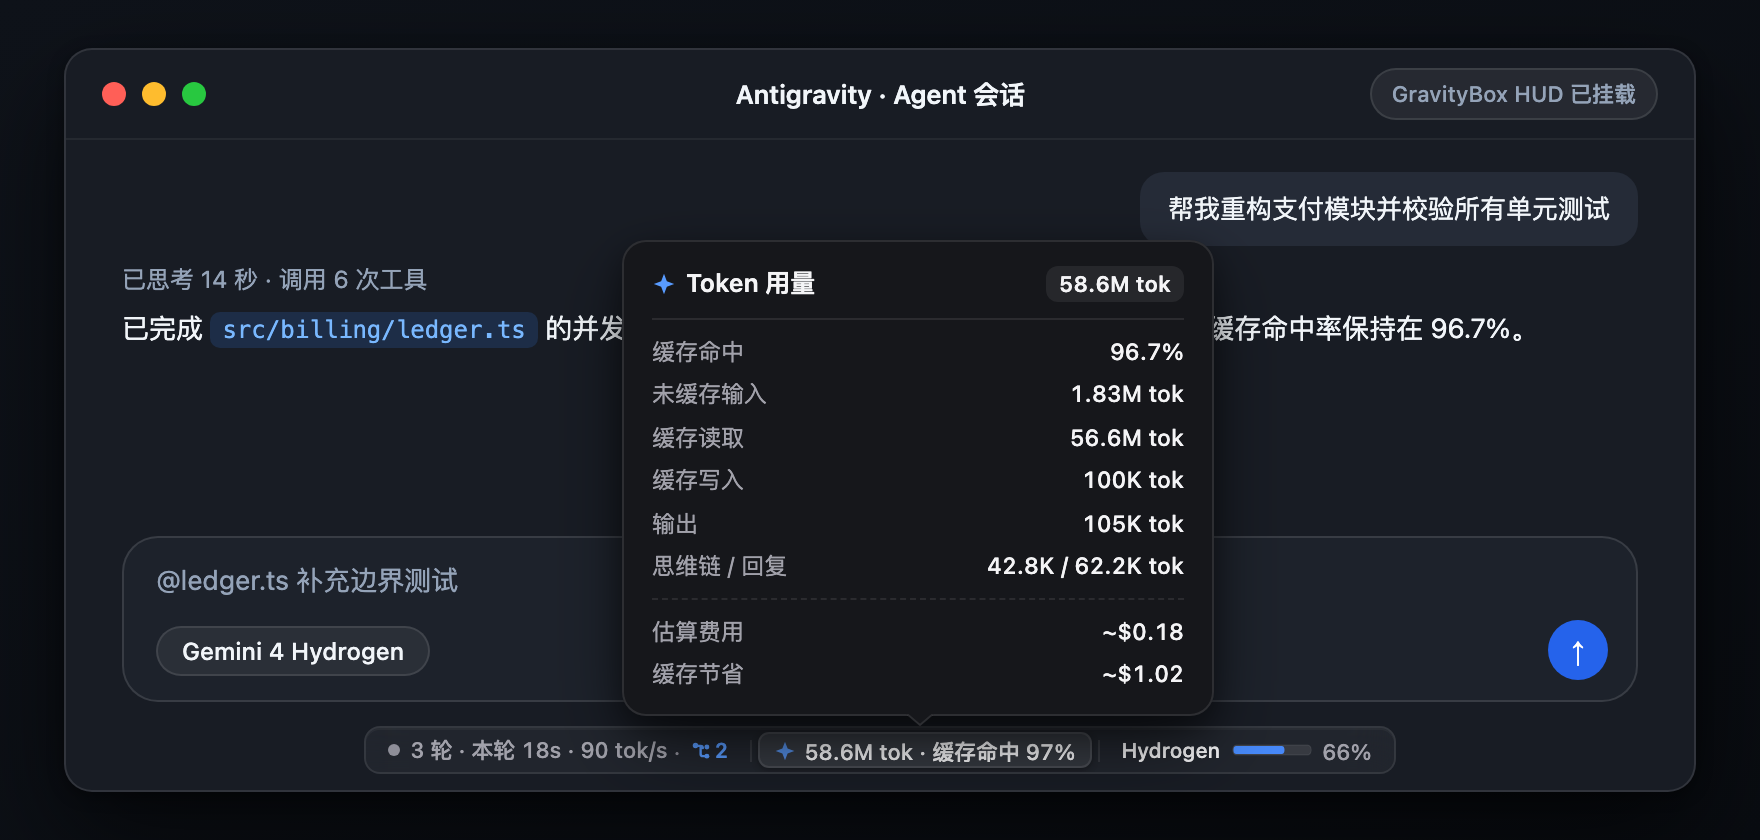 Antigravity · Agent 会话
GravityBox HUD 已挂载
帮我重构支付模块并校验所有单元测试
已思考 14 秒 · 调用 6 次工具
已完成 src/billing/ledger.ts 的并发
缓存命中率保持在 96.7%。
Token 用量
58.6M tok
缓存命中 96.7%
未缓存输入 1.83M tok
缓存读取 56.6M tok
缓存写入 100K tok
输出 105K tok
思维链 / 回复 42.8K / 62.2K tok
估算费用 ~$0.18
缓存节省 ~$1.02
@ledger.ts 补充边界测试
Gemini 4 Hydrogen
↑
3 轮 · 本轮 18s · 90 tok/s · 2
58.6M tok · 缓存命中 97%
Hydrogen 66%